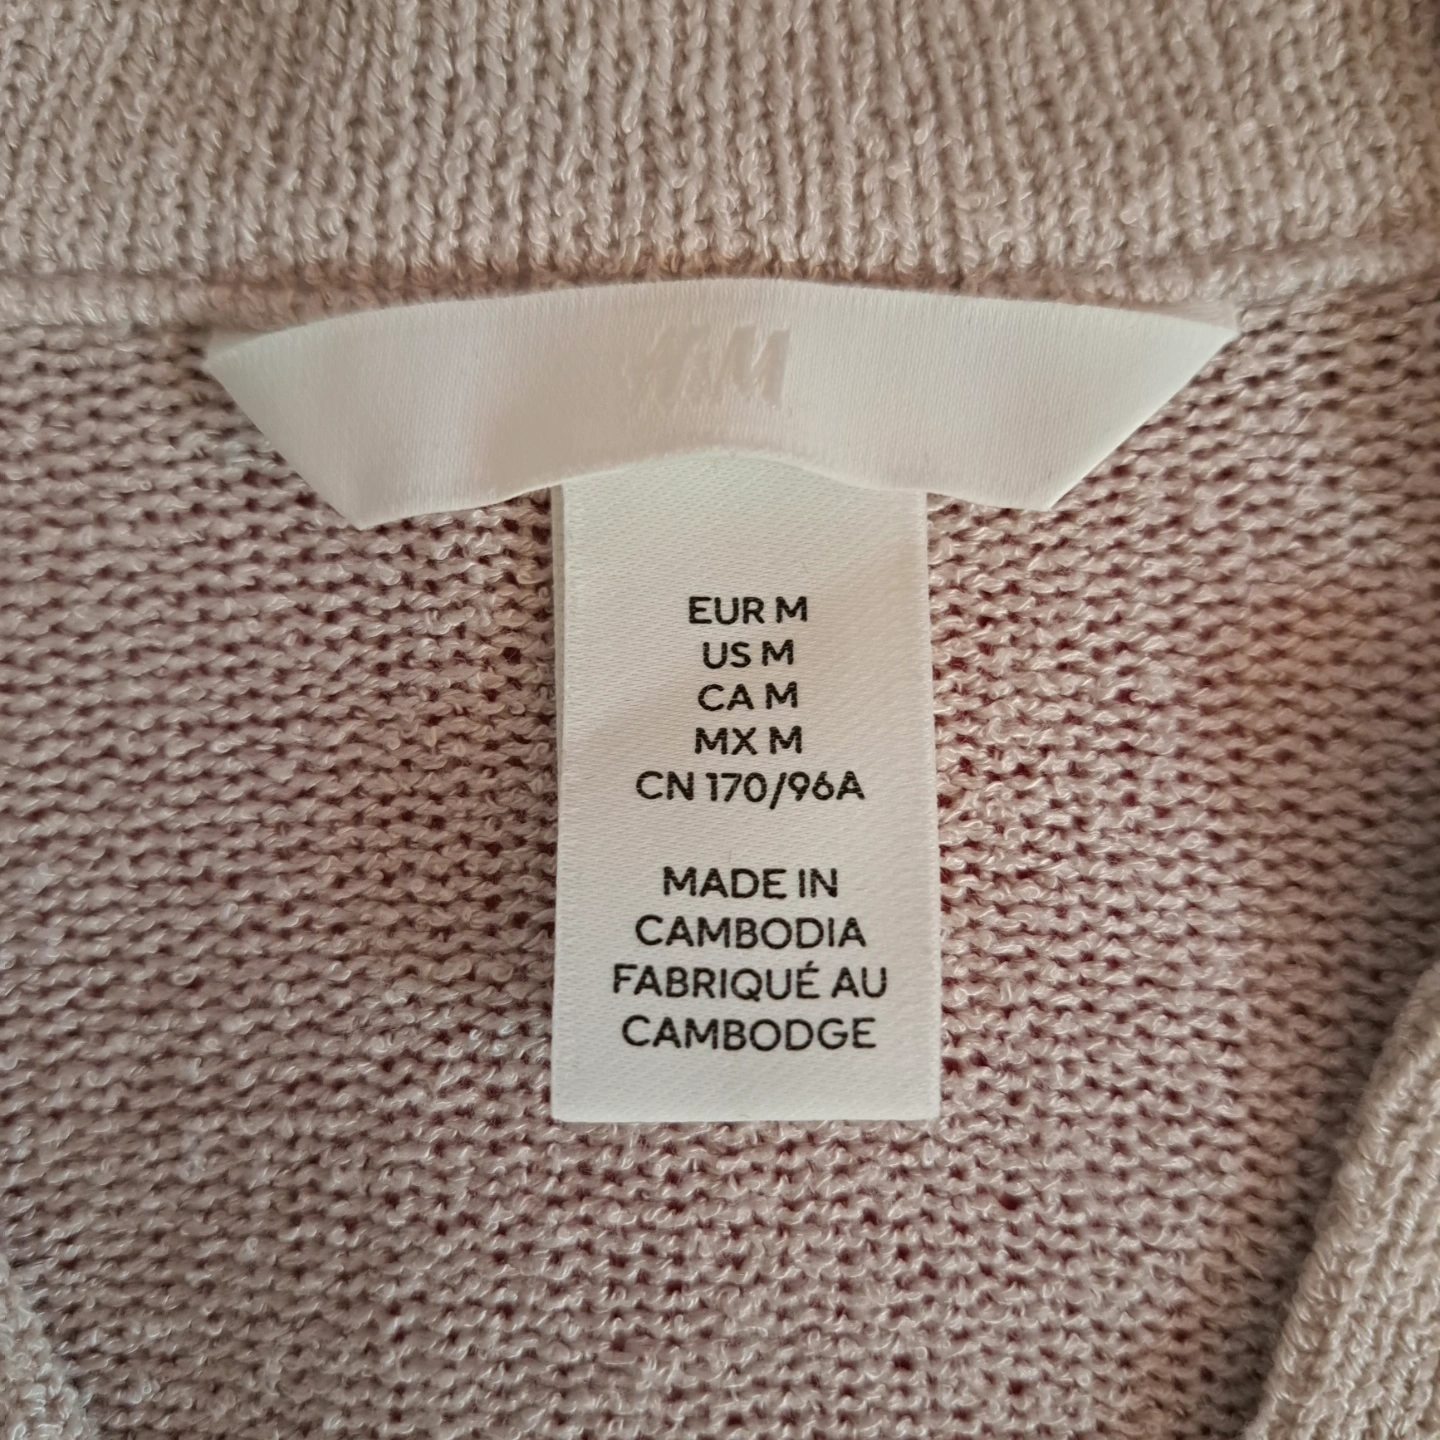 H&M
EUR M
US M
CA M
MX M
CN 170/96A
MADE IN
CAMBODIA
FABRIQUÉ AU
CAMBODGE